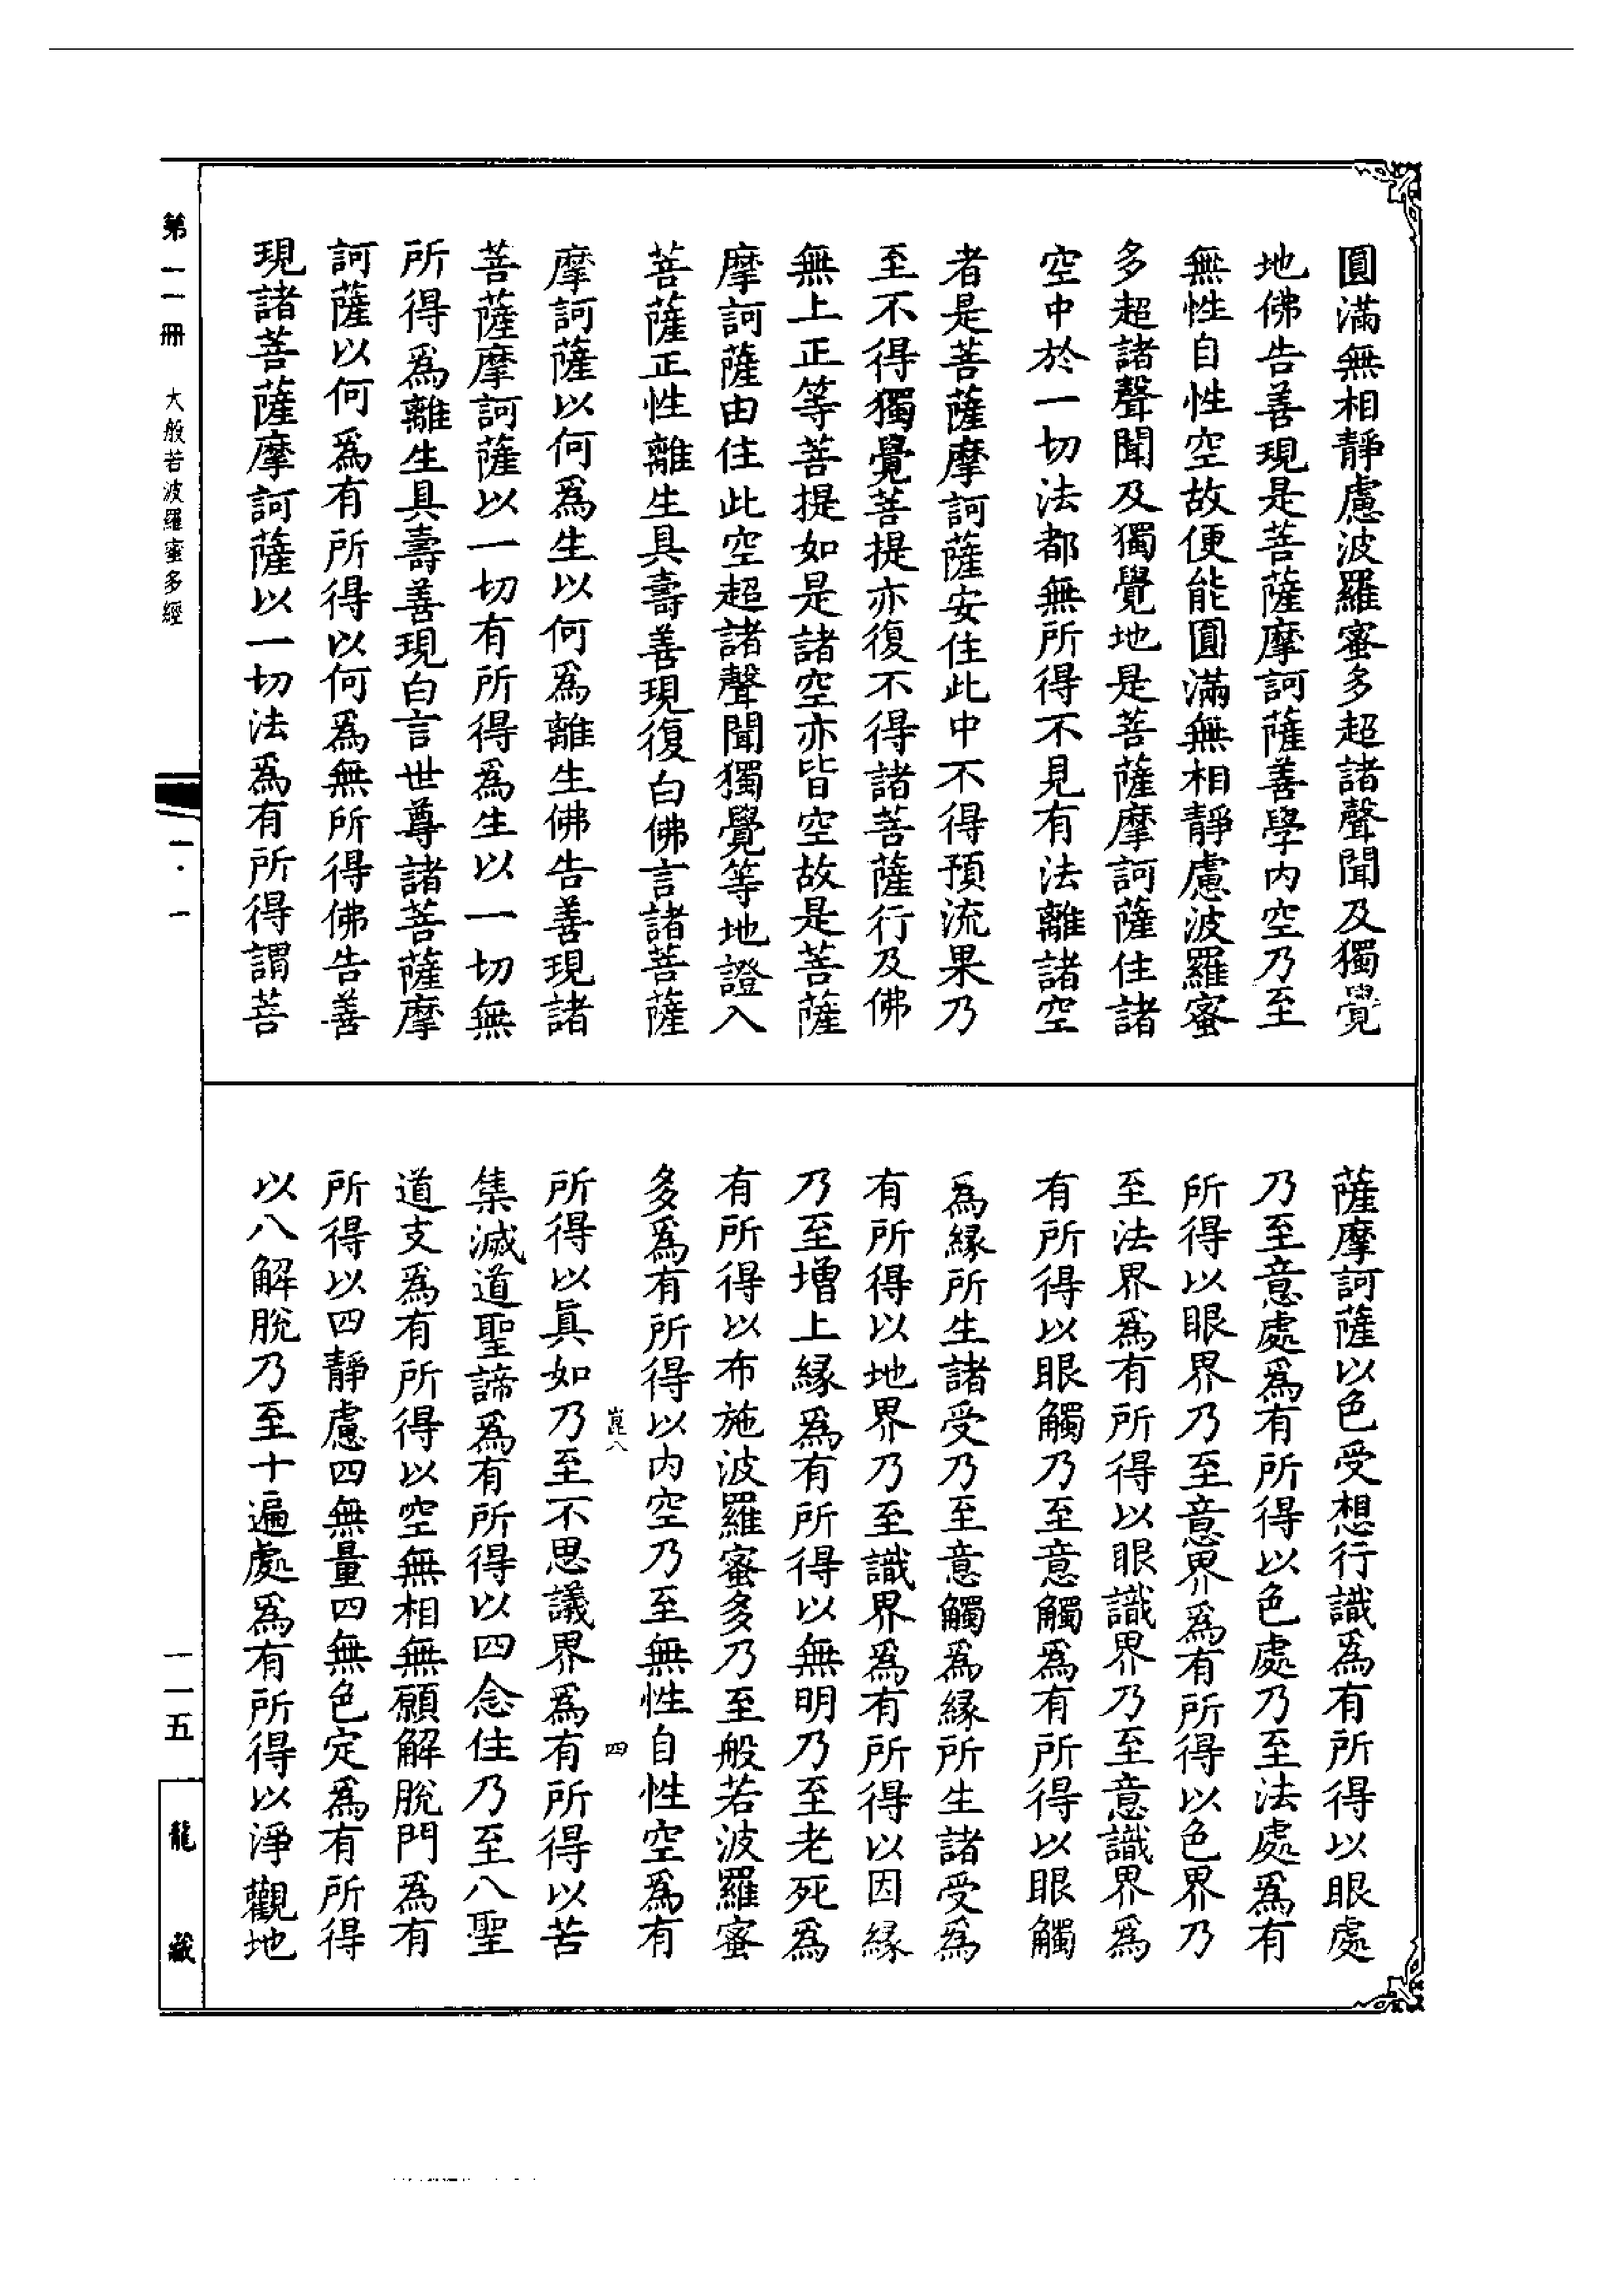 圓滿無相靜慮波羅蜜多超諸聲聞及獨覺
地佛告善現是菩薩摩訶薩善學内空乃至
無性自性空故便能圓滿無相靜慮波羅蜜
多超諸聲聞及獨覺地是菩薩摩訶薩住諸
空中於一切法都無所得不見有法離諸空
者是菩薩摩訶薩安住此中不得預流果乃
至不得獨覺菩提亦復不得諸菩薩行及佛
無上正等菩提如是諸空亦皆空故是菩薩
摩訶薩由住此空超諸聲聞獨覺等地證入
菩薩正性離生具壽善現復白佛言諸菩薩
摩訶薩以何爲生以何爲離生佛告善現諸
菩薩摩訶薩以一切有所得爲生以一切無
所得爲離生具壽善現白言世尊諸菩薩摩
訶薩以何爲有所得以何爲無所得佛告善
現諸菩薩摩訶薩以一切法爲有所得謂菩
薩摩訶薩以色受想行識爲有所得以眼處
乃至意處爲有所得以色處乃至法處爲有
所得以眼界乃至意界爲有所得以色界乃
至法界爲有所得以眼識界乃至意識界爲
有所得以眼觸乃至意觸爲有所得以眼觸
爲縁所生諸受乃至意觸爲縁所生諸受爲
有所得以地界乃至識界爲有所得以因縁
乃至增上縁爲有所得以無明乃至老死爲
有所得以布施波羅蜜多乃至般若波羅蜜
多爲有所得以内空乃至無性自性空爲有
崑八 四
所得以眞如乃至不思議界爲有所得以苦
集滅道聖諦爲有所得以四念住乃至八聖
道支爲有所得以空無相無願解脫門爲有
所得以四靜慮四無量四無色定爲有所得
以八解脫乃至十遍處爲有所得以淨觀地
第一一冊 大般若波羅蜜多經 一·一 一一五 龍藏